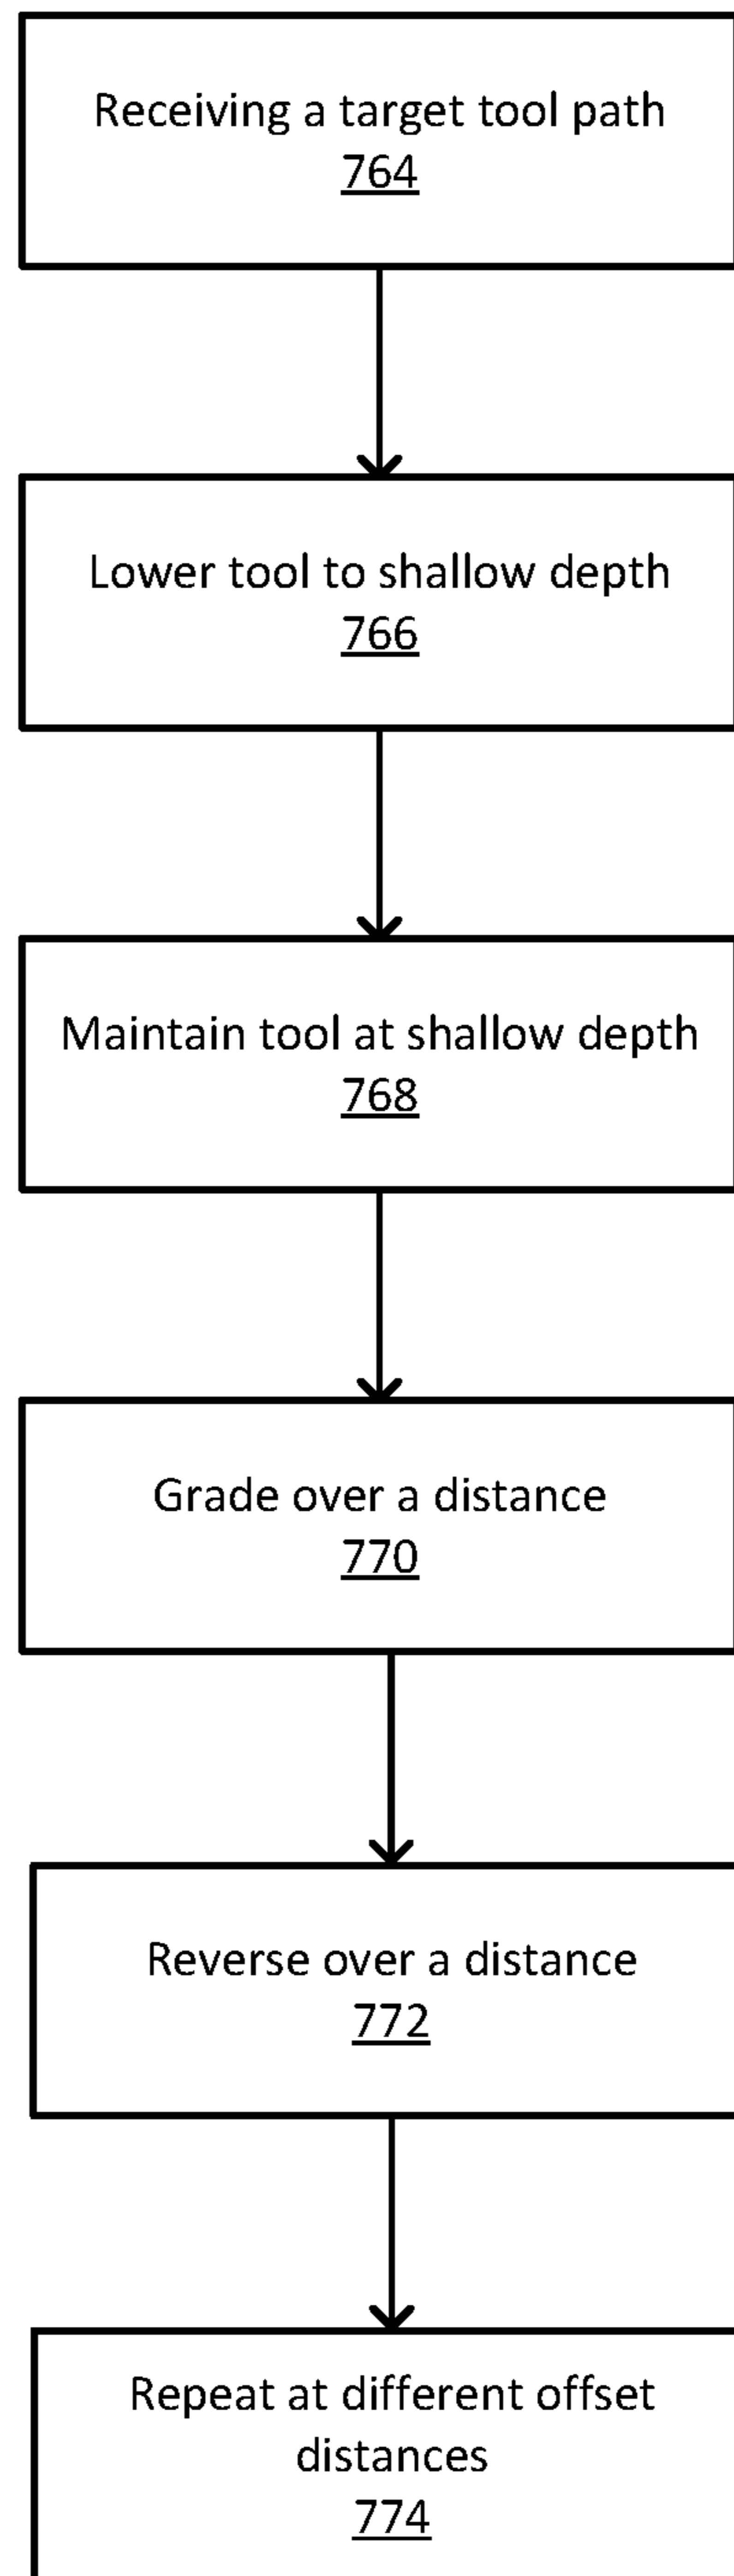 Receiving a target tool path
764
Lower tool to shallow depth
766
Maintain tool at shallow depth
768
Grade over a distance
770
Reverse over a distance
772
Repeat at different offset
distances
774